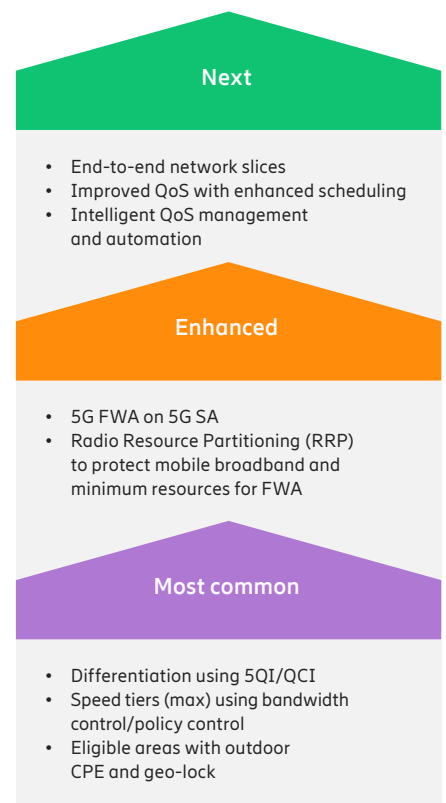 Next
• End-to-end network slices
• Improved QoS with enhanced scheduling
• Intelligent QoS management
and automation
Enhanced
• 5G FWA on 5G SA
• Radio Resource Partitioning (RRP)
to protect mobile broadband and
minimum resources for FWA
Most common
• Differentiation using 5QI/QCI
• Speed tiers (max) using bandwidth
control/policy control
• Eligible areas with outdoor
CPE and geo-lock